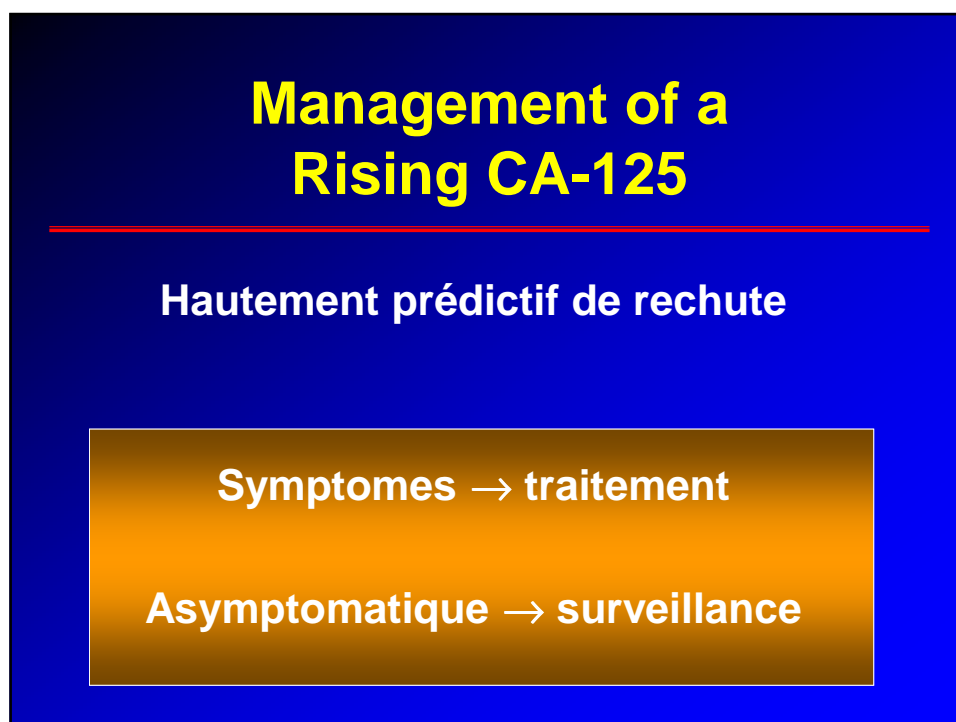 Management of a
Rising CA-125
Hautement prédictif de rechute
Symptomes → traitement
Asymptomatique → surveillance